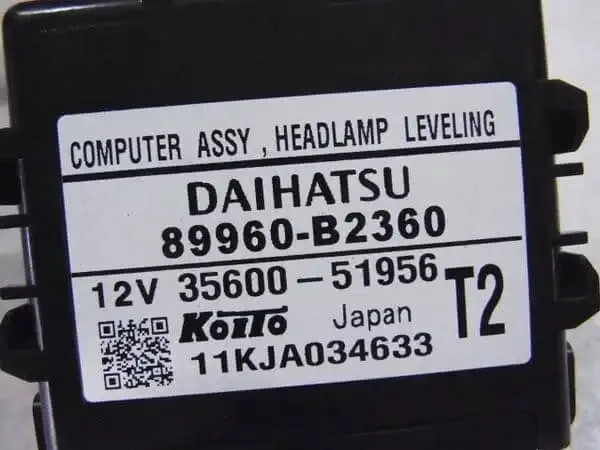 COMPUTER ASSY , HEADLAMP LEVELING
DAIHATSU
89960-B2360
12V 35600-51956 T2
KOITO Japan
11KJA034633